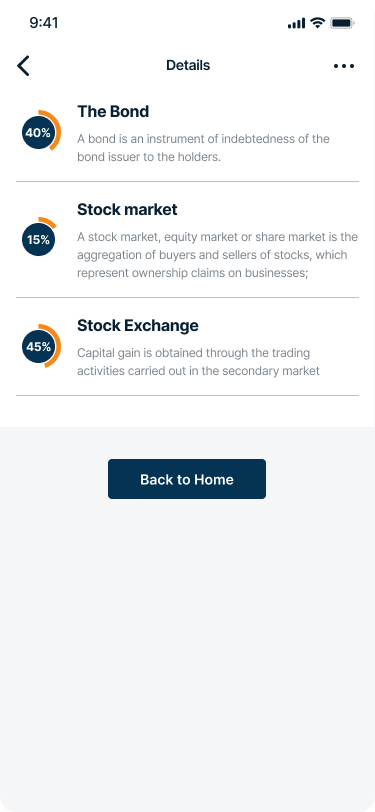 9:41
Details
The Bond
40%
A bond is an instrument of indebtedness of the
bond issuer to the holders.
Stock market
15%
A stock market, equity market or share market is the
aggregation of buyers and sellers of stocks, which
represent ownership claims on businesses;
Stock Exchange
45%
Capital gain is obtained through the trading
activities carried out in the secondary market
Back to Home